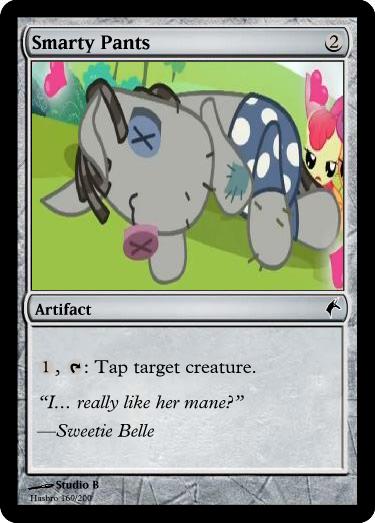 Smarty Pants 2
Artifact
1, : Tap target creature.
“I... really like her mane?”
—Sweetie Belle
Studio B
Hasbro 160/200